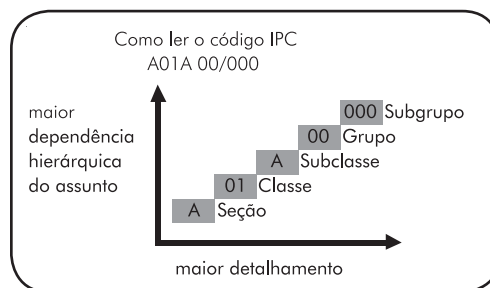 Como ler o código IPC
A01A 00/000
maior
dependência
hierárquica
do assunto
000 Subgrupo
00 Grupo
A Subclasse
01 Classe
A Seção
maior detalhamento